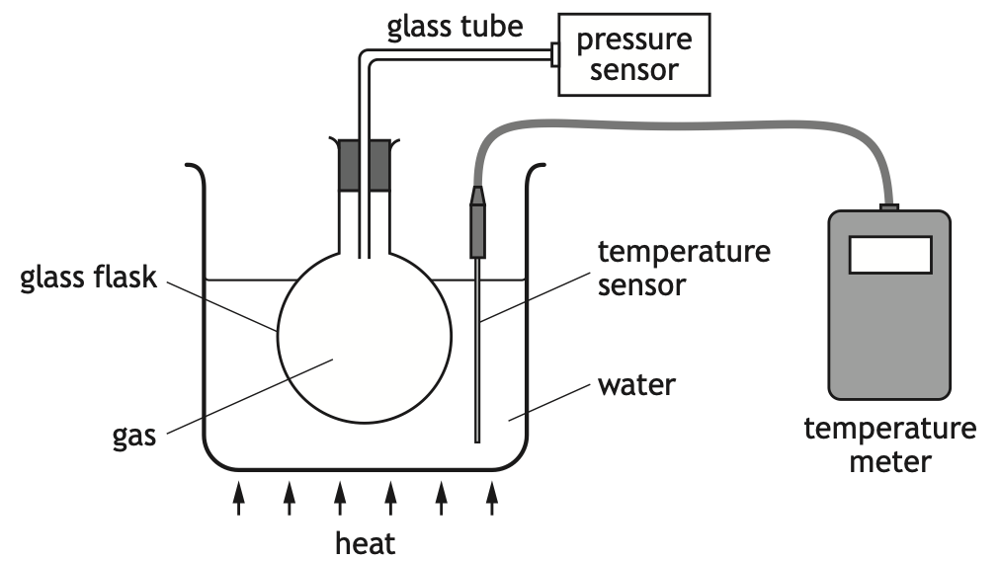 glass tube
pressure
sensor
temperature
sensor
glass flask
water
gas
temperature
meter
heat